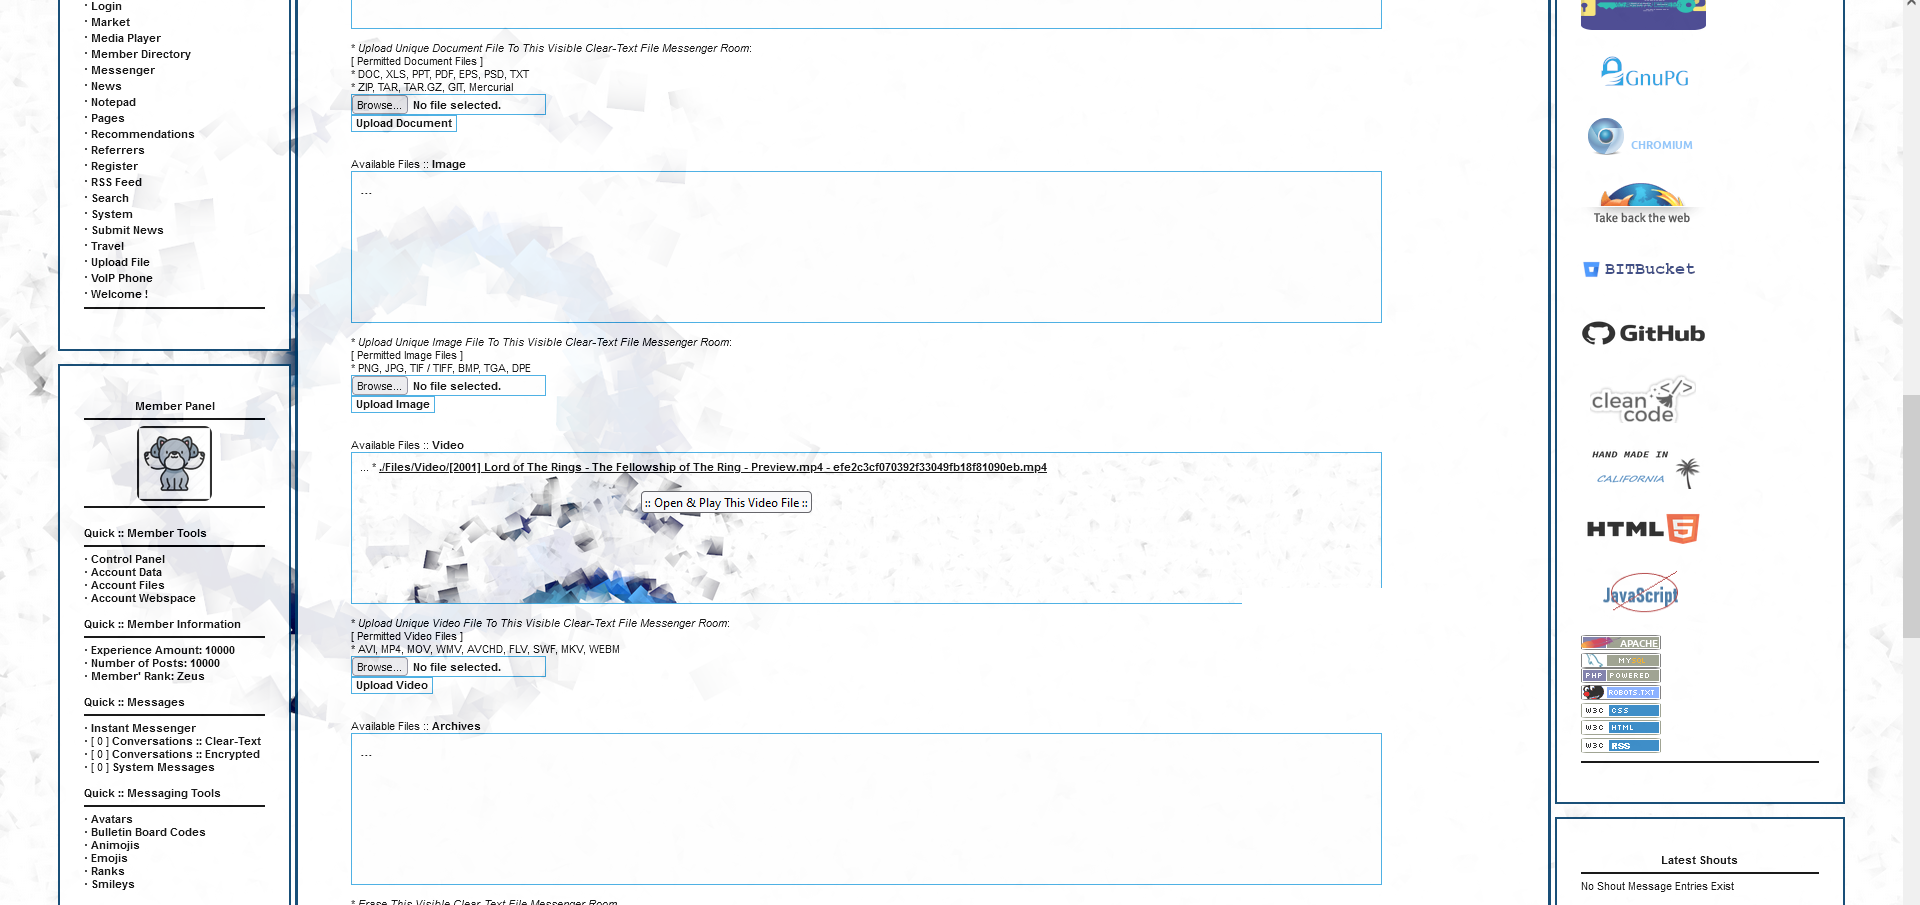 · Login
· Market
· Media Player
· Member Directory
· Messenger
· News
· Notepad
· Pages
· Recommendations
· Referrers
· Register
· RSS Feed
· Search
· System
· Submit News
· Travel
· Upload File
· VoIP Phone
· Welcome !
Member Panel
Quick :: Member Tools
· Control Panel
· Account Data
· Account Files
· Account Webspace
Quick :: Member Information
· Experience Amount: 10000
· Number of Posts: 10000
· Member' Rank: Zeus
Quick :: Messages
· Instant Messenger
· [ 0 ] Conversations :: Clear-Text
· [ 0 ] Conversations :: Encrypted
· [ 0 ] System Messages
Quick :: Messaging Tools
· Avatars
· Bulletin Board Codes
· Animojis
· Emojis
· Ranks
· Smileys
* Upload Unique Document File To This Visible Clear-Text File Messenger Room:
[ Permitted Document Files ]
* DOC, XLS, PPT, PDF, EPS, PSD, TXT
* ZIP, TAR, TAR.GZ, GIT, Mercurial
Browse... No file selected.
Upload Document
Available Files :: Image
...
* Upload Unique Image File To This Visible Clear-Text File Messenger Room:
[ Permitted Image Files ]
* PNG, JPG, TIF / TIFF, BMP, TGA, DPE
Browse... No file selected.
Upload Image
Available Files :: Video
... * ./Files/Video/[2001] Lord of The Rings - The Fellowship of The Ring - Preview.mp4 - efe2c3cf070392f33049fb18f81090eb.mp4
:: Open & Play This Video File ::
* Upload Unique Video File To This Visible Clear-Text File Messenger Room:
[ Permitted Video Files ]
* AVI, MP4, MOV, WMV, AVCHD, FLV, SWF, MKV, WEBM
Browse... No file selected.
Upload Video
Available Files :: Archives
...
* Erase This Visible Clear-Text File Messenger Room
GnuPG
CHROMIUM
Take back the web
BITBucket
GitHub
clean </>
code
HAND MADE IN
CALIFORNIA
HTML 5
JavaScript
APACHE
MYSQL
PHP POWERED
ROBOTS.TXT
W3C CSS
W3C HTML
W3C RSS
Latest Shouts
No Shout Message Entries Exist